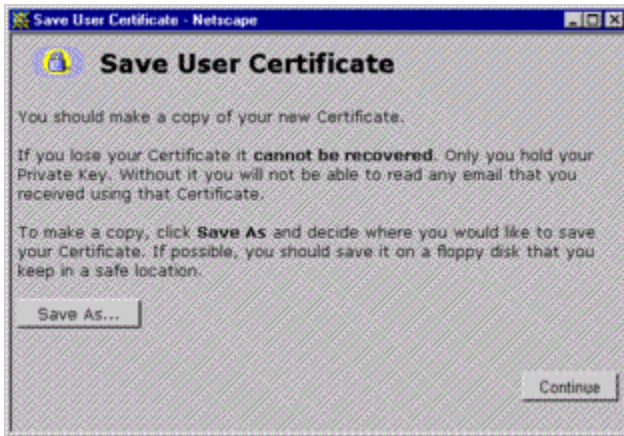 Save User Certificate - Netscape
Save User Certificate
You should make a copy of your new Certificate.
If you lose your Certificate it cannot be recovered. Only you hold your
Private Key. Without it you will not be able to read any email that you
received using that Certificate.
To make a copy, click Save As and decide where you would like to save
your Certificate. If possible, you should save it on a floppy disk that you
keep in a safe location.
Save As...
Continue